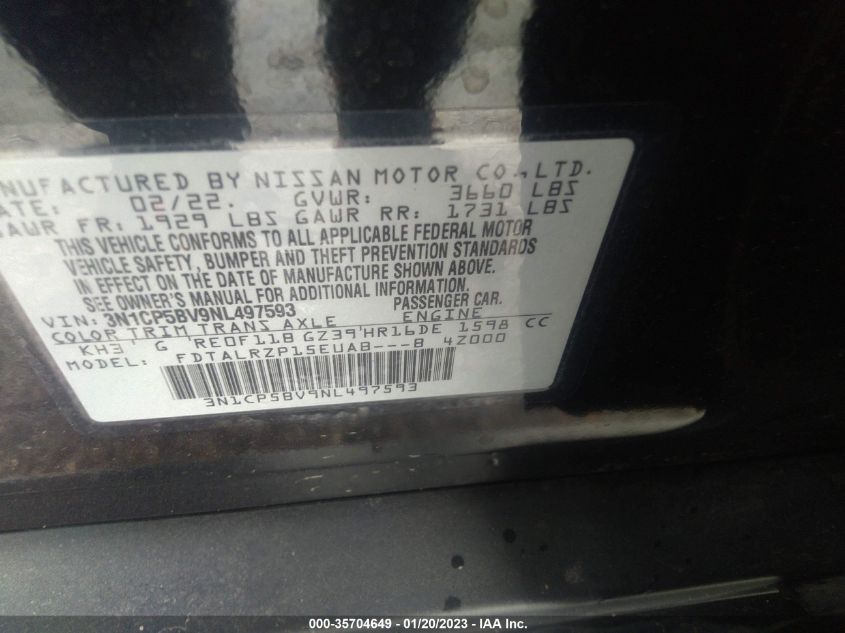 NUFACTURED BY NISSAN MOTOR CO.,LTD.
ATE: 02/22. GVWR: 3660 LBS
AWR FR: 1929 LBS GAWR RR: 1731 LBS
THIS VEHICLE CONFORMS TO ALL APPLICABLE FEDERAL MOTOR
VEHICLE SAFETY, BUMPER AND THEFT PREVENTION STANDARDS
IN EFFECT ON THE DATE OF MANUFACTURE SHOWN ABOVE.
SEE OWNER'S MANUAL FOR ADDITIONAL INFORMATION.
VIN: 3N1CP5BV9NL497593 PASSENGER CAR.
COLOR TRIM TRANS AXLE ENGINE
KH3 G 'RE0F11B GZ39'HR16DE 1598 CC
MODEL: FDTALRZP15EUAB---B 4Z000
3N1CP5BV9NL497593
000-35704649 - 01/20/2023 - IAA Inc.